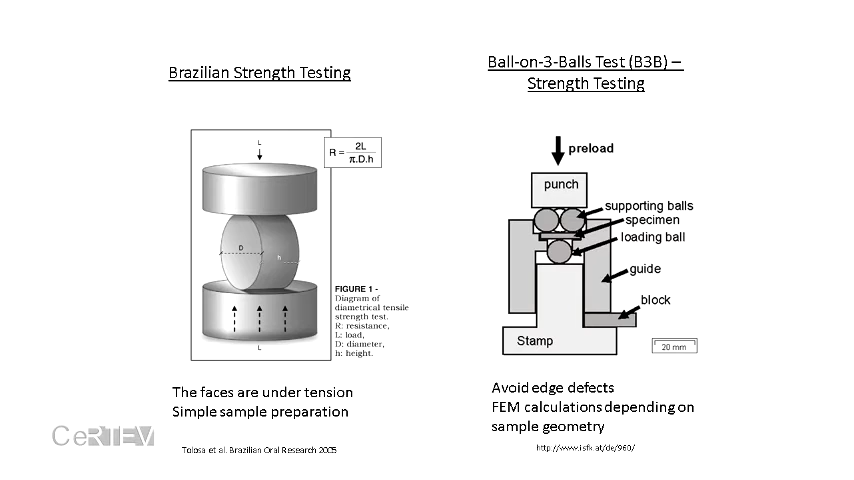 Brazilian Strength Testing
L
R = 2L
π.D.h
D
h
L
FIGURE 1 -
Diagram of
diametrical tensile
strength test.
R: resistance,
L: load,
D: diameter,
h: height.
The faces are under tension
Simple sample preparation
CeRTEV
Tolosa et al. Brazilian Oral Research 2005
Ball-on-3-Balls Test (B3B) –
Strength Testing
preload
punch
supporting balls
specimen
loading ball
guide
block
Stamp
20 mm
Avoid edge defects
FEM calculations depending on
sample geometry
http://www.isfk.at/de/960/